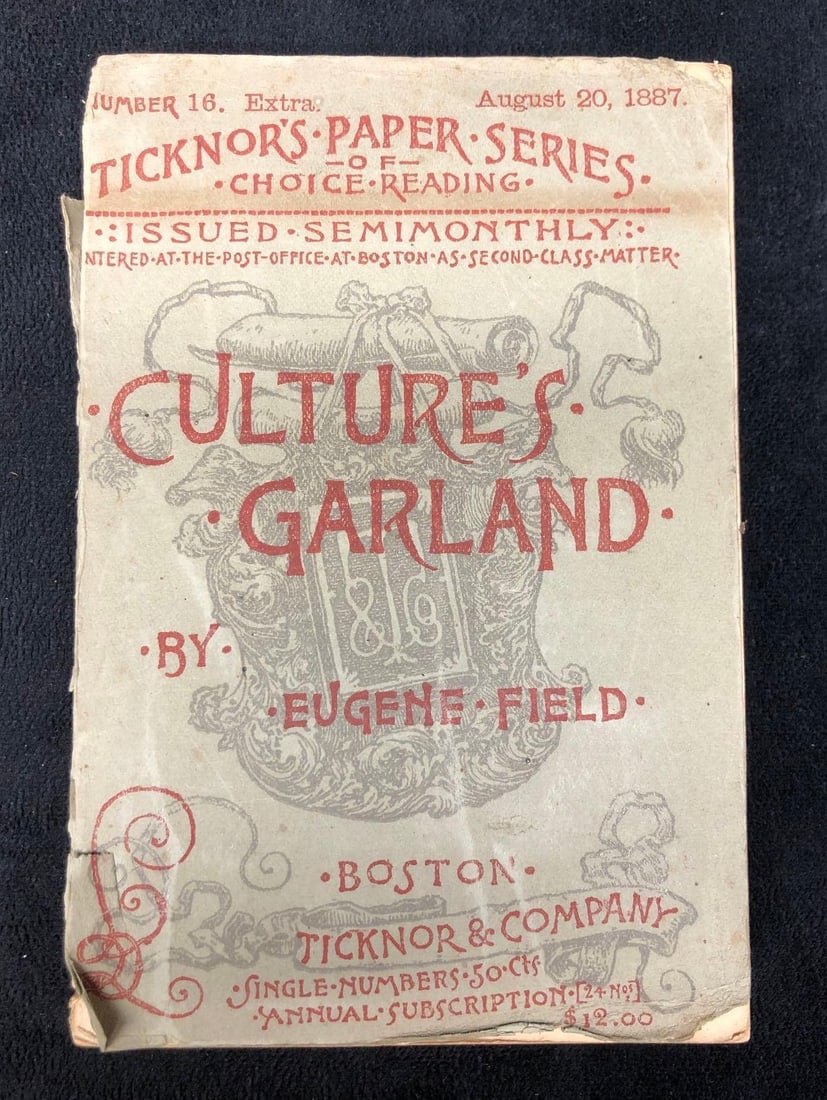 NUMBER 16. Extra. August 20, 1887.
TICKNOR'S·PAPER·SERIES.
—OF—
·CHOICE·READING·
·::ISSUED·SEMIMONTHLY::·
NTERED·AT·THE·POST-OFFICE·AT·BOSTON·AS·SECOND-CLASS·MATTER·
·CULTURE'S·
·GARLAND·
T
& Co
·BY·
·EUGENE·FIELD·
·BOSTON·
TICKNOR & COMPANY
·SINGLE·NUMBERS·50·Cts
·ANNUAL·SUBSCRIPTION·[24 Nos]
$12.00